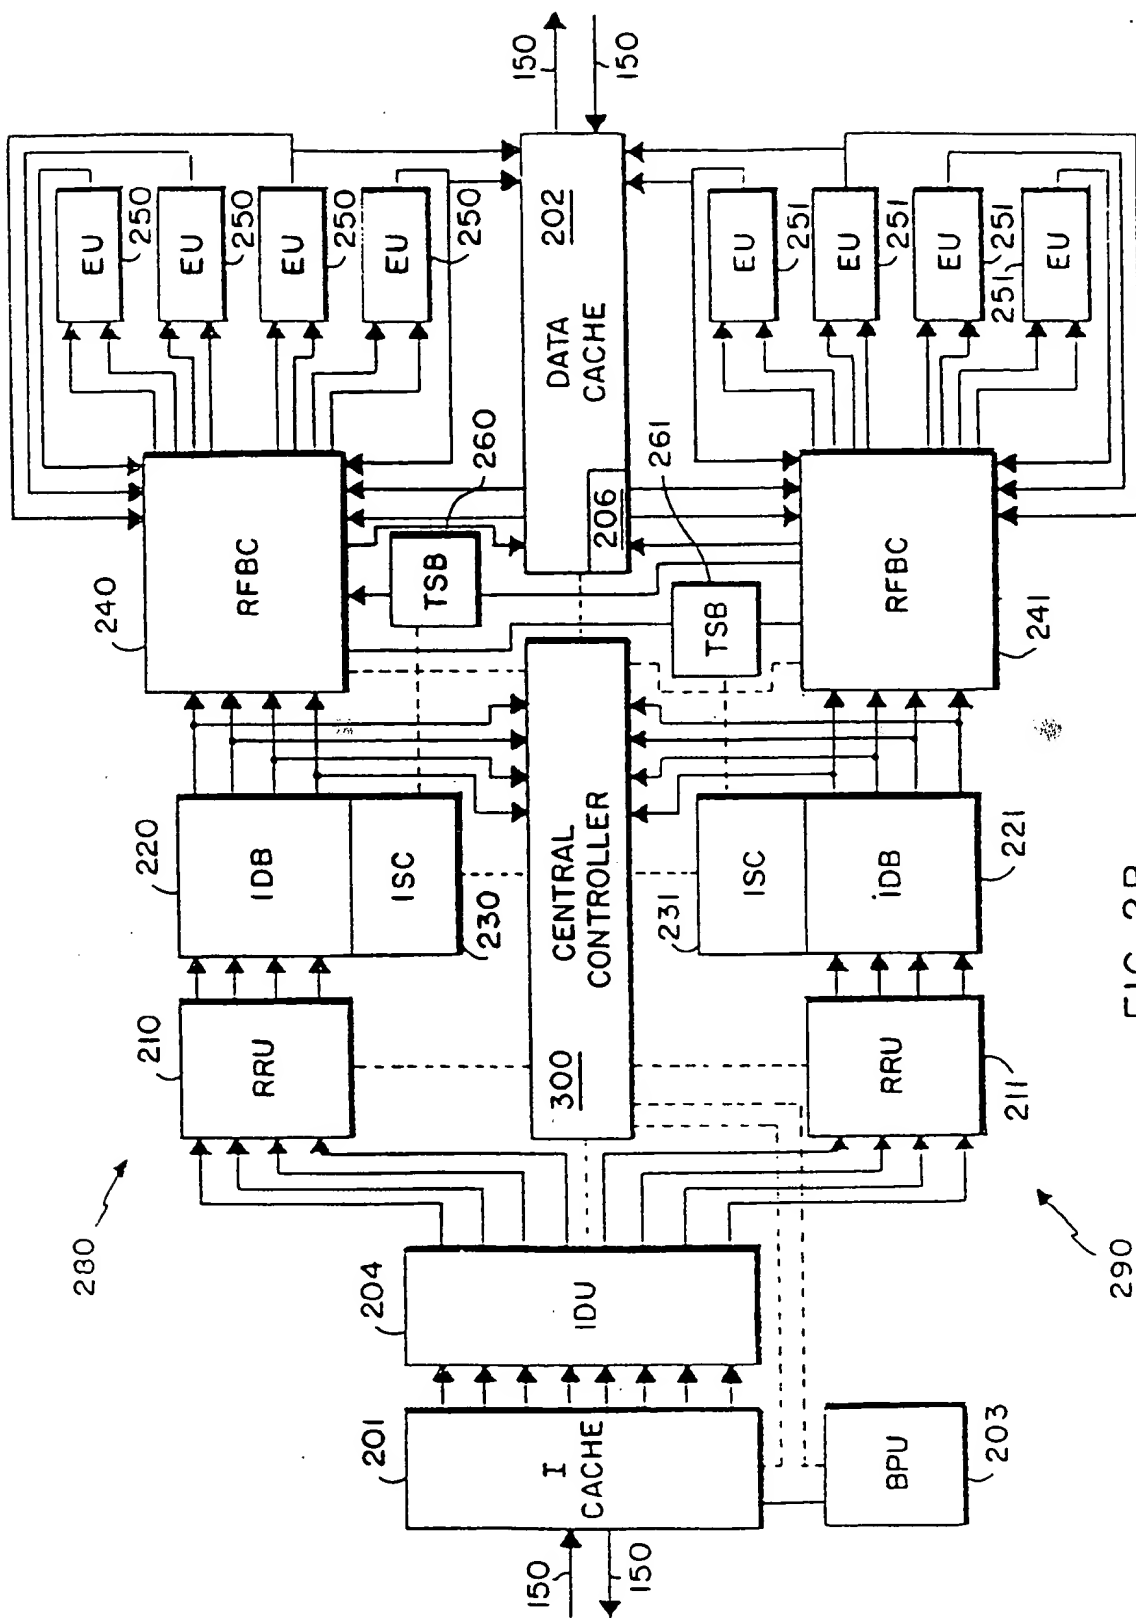 280
290
150
150
201
I
CACHE
BPU
203
204
IDU
210
RRU
RRU
211
220
IDB
ISC
230
231
ISC
IDB
221
300
CENTRAL
CONTROLLER
240
RFBC
RFBC
241
TSB
260
TSB
261
206
DATA
CACHE
202
EU
250
EU
250
EU
250
EU
250
EU
251
EU
251
EU
251
EU
251
150
150